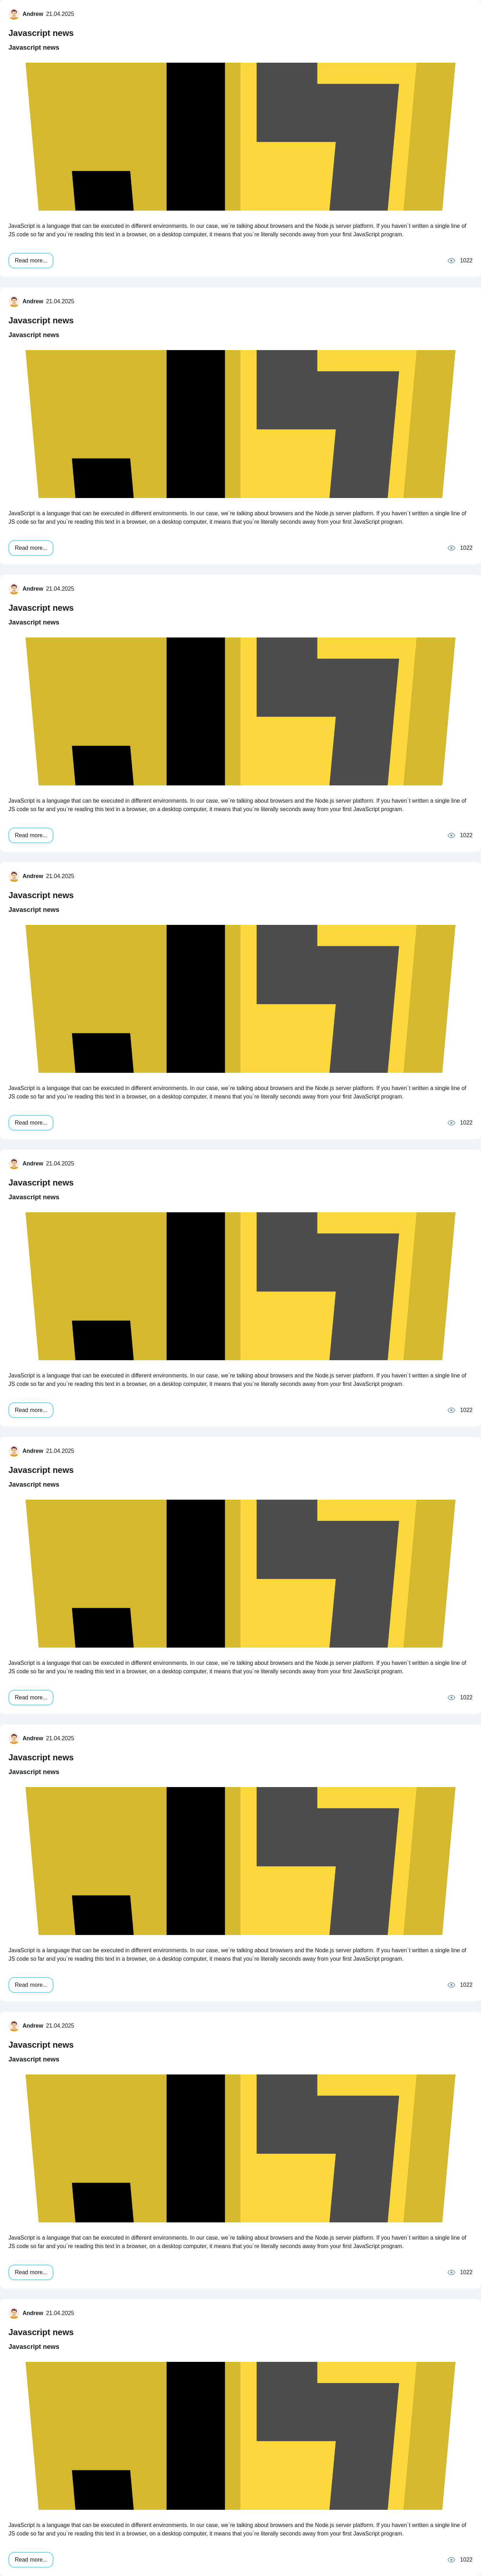 Andrew 21.04.2025
Javascript news
Javascript news
JavaScript is a language that can be executed in different environments. In our case, we`re talking about browsers and the Node.js server platform. If you haven`t written a single line of
JS code so far and you`re reading this text in a browser, on a desktop computer, it means that you`re literally seconds away from your first JavaScript program.
Read more... 1022
Andrew 21.04.2025
Javascript news
Javascript news
JavaScript is a language that can be executed in different environments. In our case, we`re talking about browsers and the Node.js server platform. If you haven`t written a single line of
JS code so far and you`re reading this text in a browser, on a desktop computer, it means that you`re literally seconds away from your first JavaScript program.
Read more... 1022
Andrew 21.04.2025
Javascript news
Javascript news
JavaScript is a language that can be executed in different environments. In our case, we`re talking about browsers and the Node.js server platform. If you haven`t written a single line of
JS code so far and you`re reading this text in a browser, on a desktop computer, it means that you`re literally seconds away from your first JavaScript program.
Read more... 1022
Andrew 21.04.2025
Javascript news
Javascript news
JavaScript is a language that can be executed in different environments. In our case, we`re talking about browsers and the Node.js server platform. If you haven`t written a single line of
JS code so far and you`re reading this text in a browser, on a desktop computer, it means that you`re literally seconds away from your first JavaScript program.
Read more... 1022
Andrew 21.04.2025
Javascript news
Javascript news
JavaScript is a language that can be executed in different environments. In our case, we`re talking about browsers and the Node.js server platform. If you haven`t written a single line of
JS code so far and you`re reading this text in a browser, on a desktop computer, it means that you`re literally seconds away from your first JavaScript program.
Read more... 1022
Andrew 21.04.2025
Javascript news
Javascript news
JavaScript is a language that can be executed in different environments. In our case, we`re talking about browsers and the Node.js server platform. If you haven`t written a single line of
JS code so far and you`re reading this text in a browser, on a desktop computer, it means that you`re literally seconds away from your first JavaScript program.
Read more... 1022
Andrew 21.04.2025
Javascript news
Javascript news
JavaScript is a language that can be executed in different environments. In our case, we`re talking about browsers and the Node.js server platform. If you haven`t written a single line of
JS code so far and you`re reading this text in a browser, on a desktop computer, it means that you`re literally seconds away from your first JavaScript program.
Read more... 1022
Andrew 21.04.2025
Javascript news
Javascript news
JavaScript is a language that can be executed in different environments. In our case, we`re talking about browsers and the Node.js server platform. If you haven`t written a single line of
JS code so far and you`re reading this text in a browser, on a desktop computer, it means that you`re literally seconds away from your first JavaScript program.
Read more... 1022
Andrew 21.04.2025
Javascript news
Javascript news
JavaScript is a language that can be executed in different environments. In our case, we`re talking about browsers and the Node.js server platform. If you haven`t written a single line of
JS code so far and you`re reading this text in a browser, on a desktop computer, it means that you`re literally seconds away from your first JavaScript program.
Read more... 1022